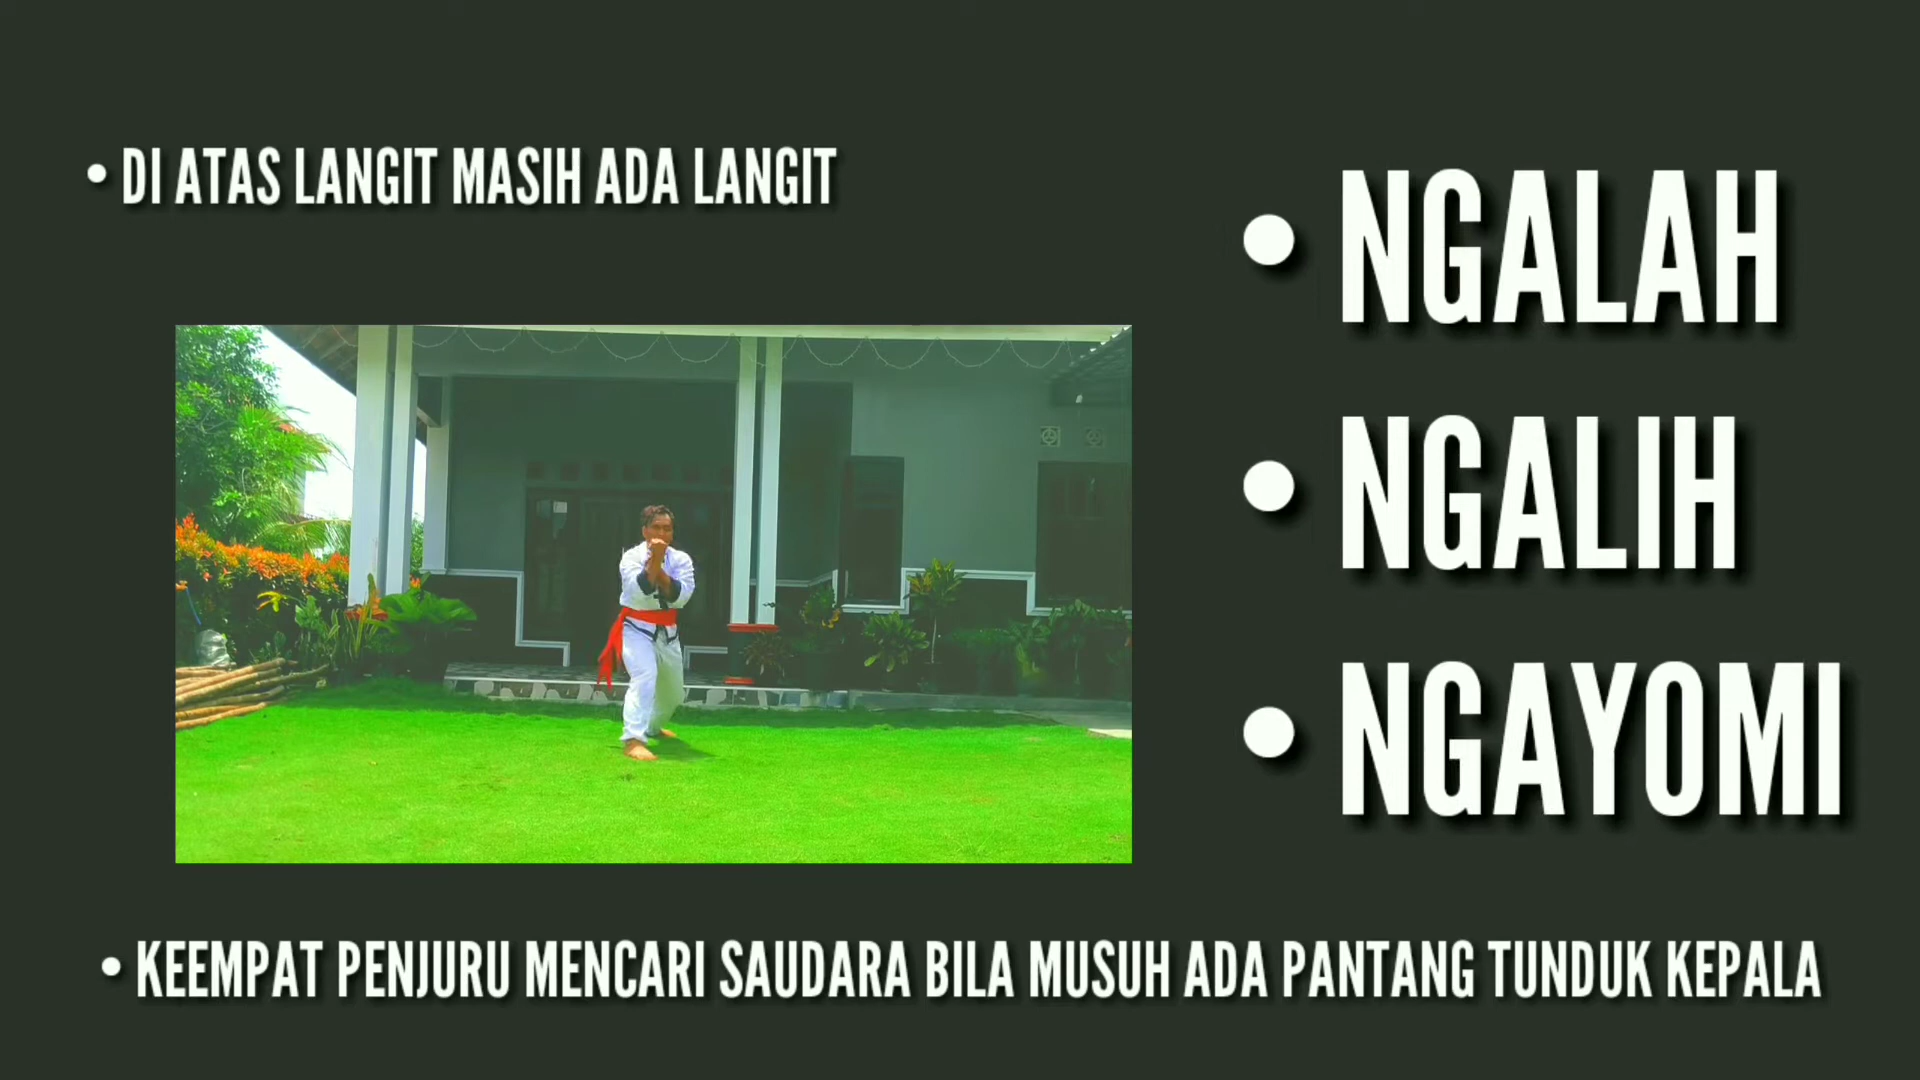 • DI ATAS LANGIT MASIH ADA LANGIT
• NGALAH
• NGALIH
• NGAYOMI
• KEEMPAT PENJURU MENCARI SAUDARA BILA MUSUH ADA PANTANG TUNDUK KEPALA